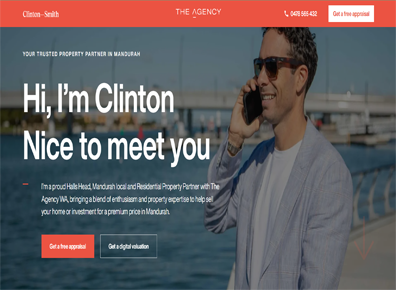 Clinton–Smith
THE AGENCY
0476 555 432
Get a free appraisal
YOUR TRUSTED PROPERTY PARTNER IN MANDURAH
Hi, I'm Clinton
Nice to meet you
I'm a proud Halls Head, Mandurah local and Residential Property Partner with The
Agency WA, bringing a blend of enthusiasm and property expertise to help sell
your home or investment for a premium price in Mandurah.
Get a free appraisal
Get a digital valuation